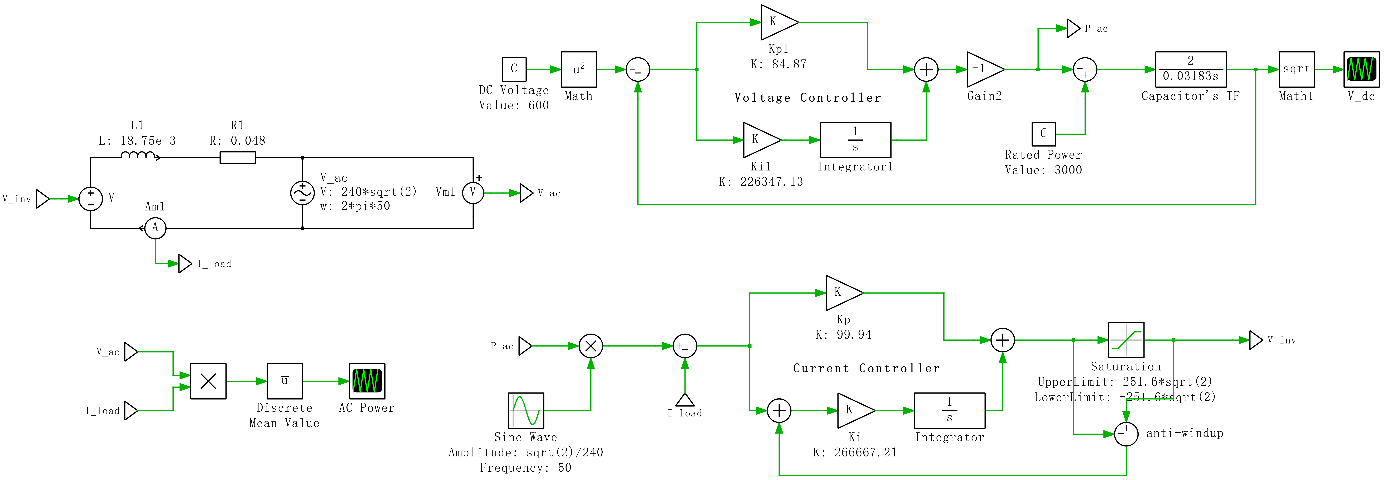 K
Kp1
K: 84.87
P_ac
C
DC Voltage
Value: 600
u²
Math
Voltage Controller
-1
Gain2
2
0.03183s
Capacitor's TF
sqrt
Math1
V_dc
K
Ki1
K: 226347.13
1
s
Integrator1
C
Rated Power
Value: 3000
L1
L: 18.75e-3
R1
R: 0.048
V_inv
V
V_ac
V: 240*sqrt(2)
w: 2*pi*50
Vm1
V
V_ac
Am1
A
I_load
K
Kp
K: 99.94
P_ac
Current Controller
Saturation
UpperLimit: 251.6*sqrt(2)
LowerLimit: -251.6*sqrt(2)
V_inv
V_ac
I_load
u
Discrete
Mean Value
AC Power
Sine Wave
Amplitude: sqrt(2)/240
Frequency: 50
I_load
K
Ki
K: 266667.21
1
s
Integrator
anti-windup